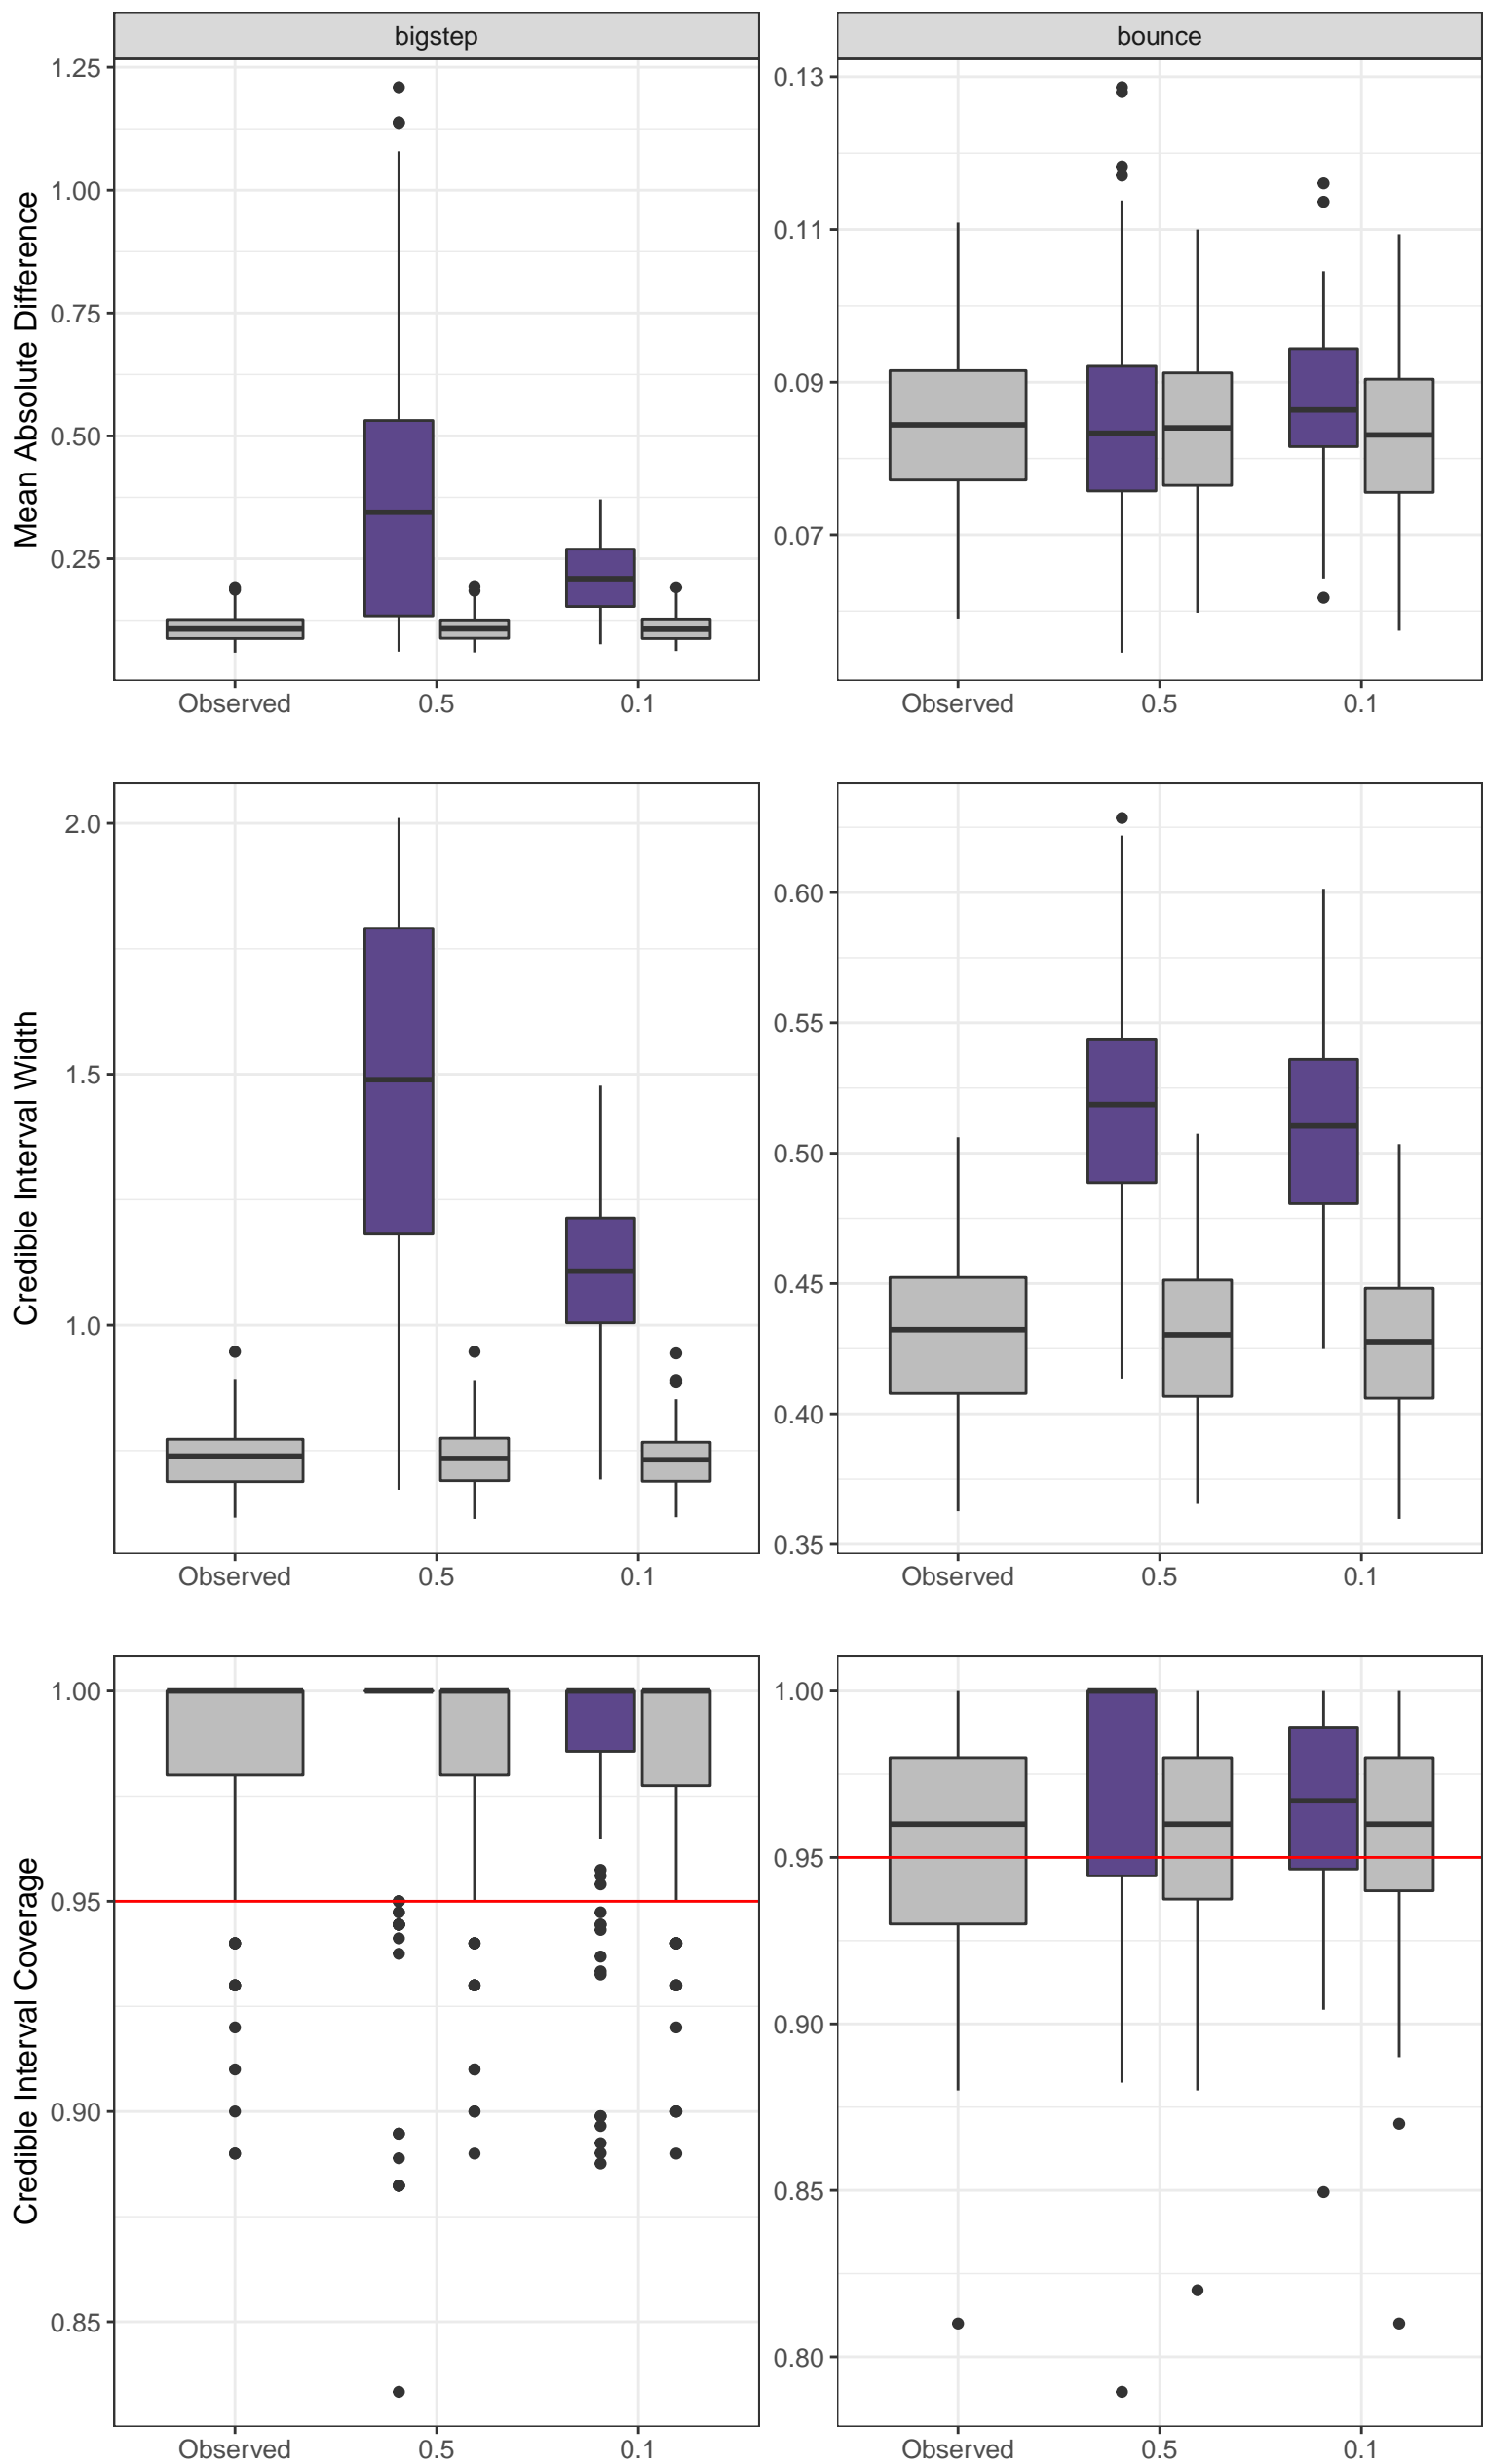 bigstep
bounce
Mean Absolute Difference
1.25
1.00
0.75
0.50
0.25
Observed 0.5 0.1
0.13
0.11
0.09
0.07
Observed 0.5 0.1
Credible Interval Width
2.0
1.5
1.0
Observed 0.5 0.1
0.60
0.55
0.50
0.45
0.40
0.35
Observed 0.5 0.1
Credible Interval Coverage
1.00
0.95
0.90
0.85
Observed 0.5 0.1
1.00
0.95
0.90
0.85
0.80
Observed 0.5 0.1